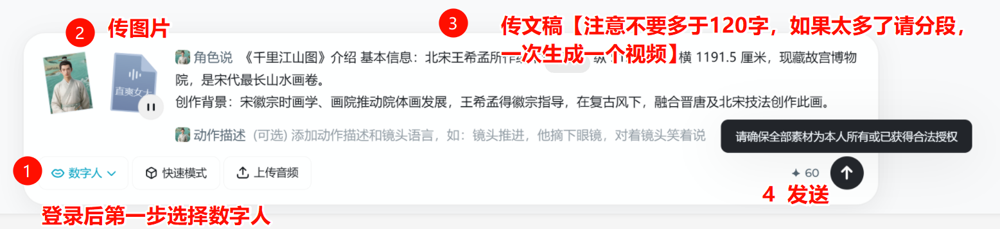 2 传图片
3 传文稿【注意不要多于120字，如果太多了请分段，
一次生成一个视频】
角色说 《千里江山图》介绍 基本信息：北宋王希孟所作 纵 横 1191.5 厘米，现藏故宫博物
院，是宋代最长山水画卷。
创作背景：宋徽宗时画学、画院推动院体画发展，王希孟得徽宗指导，在复古风下，融合晋唐及北宋技法创作此画。
直爽女士
动作描述 (可选) 添加动作描述和镜头语言，如：镜头推进，他摘下眼镜，对着镜头笑着说
请确保全部素材为本人所有或已获得合法授权
1 数字人 快速模式 上传音频 60
4 发送
登录后第一步选择数字人